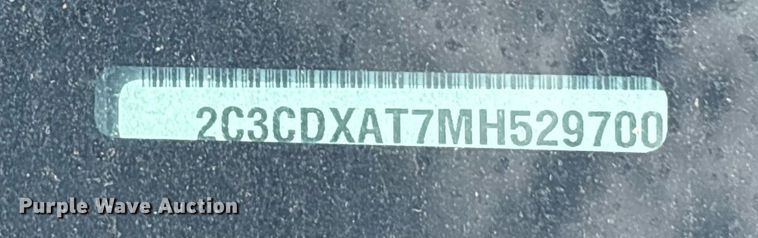 2C3CDXAT7MH529700
Purple Wave Auction